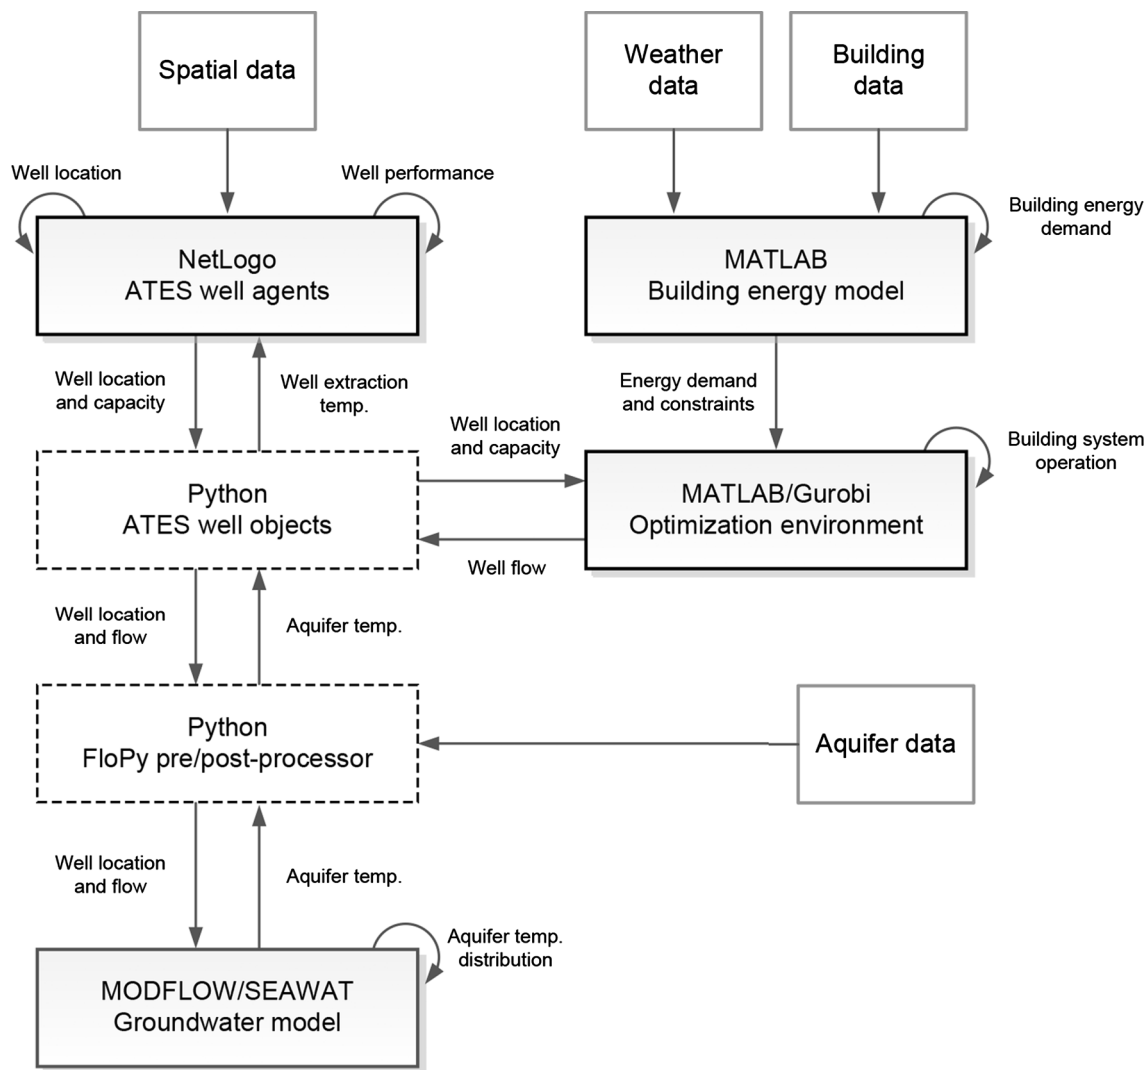 Spatial data
Weather
data
Building
data
Well location
Well performance
Building energy
demand
NetLogo
ATES well agents
MATLAB
Building energy model
Well location
and capacity
Well extraction
temp.
Energy demand
and constraints
Well location
and capacity
Building system
operation
Python
ATES well objects
MATLAB/Gurobi
Optimization environment
Well flow
Well location
and flow
Aquifer temp.
Python
FloPy pre/post-processor
Aquifer data
Well location
and flow
Aquifer temp.
Aquifer temp.
distribution
MODFLOW/SEAWAT
Groundwater model